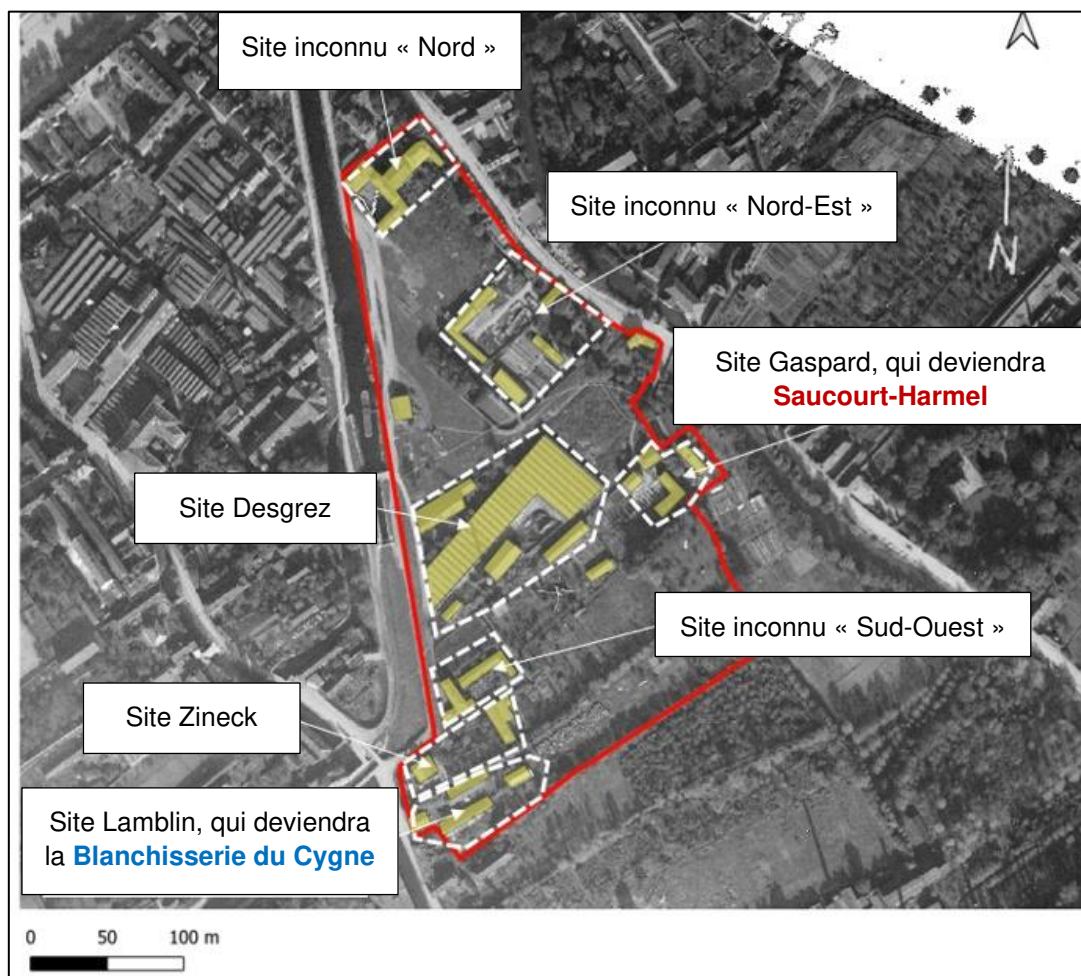 Site inconnu « Nord »
N
Site inconnu « Nord-Est »
Site Gaspard, qui deviendra
Saucourt-Harmel
Site Desgrez
Site inconnu « Sud-Ouest »
Site Zineck
Site Lamblin, qui deviendra
la Blanchisserie du Cygne
0 50 100 m